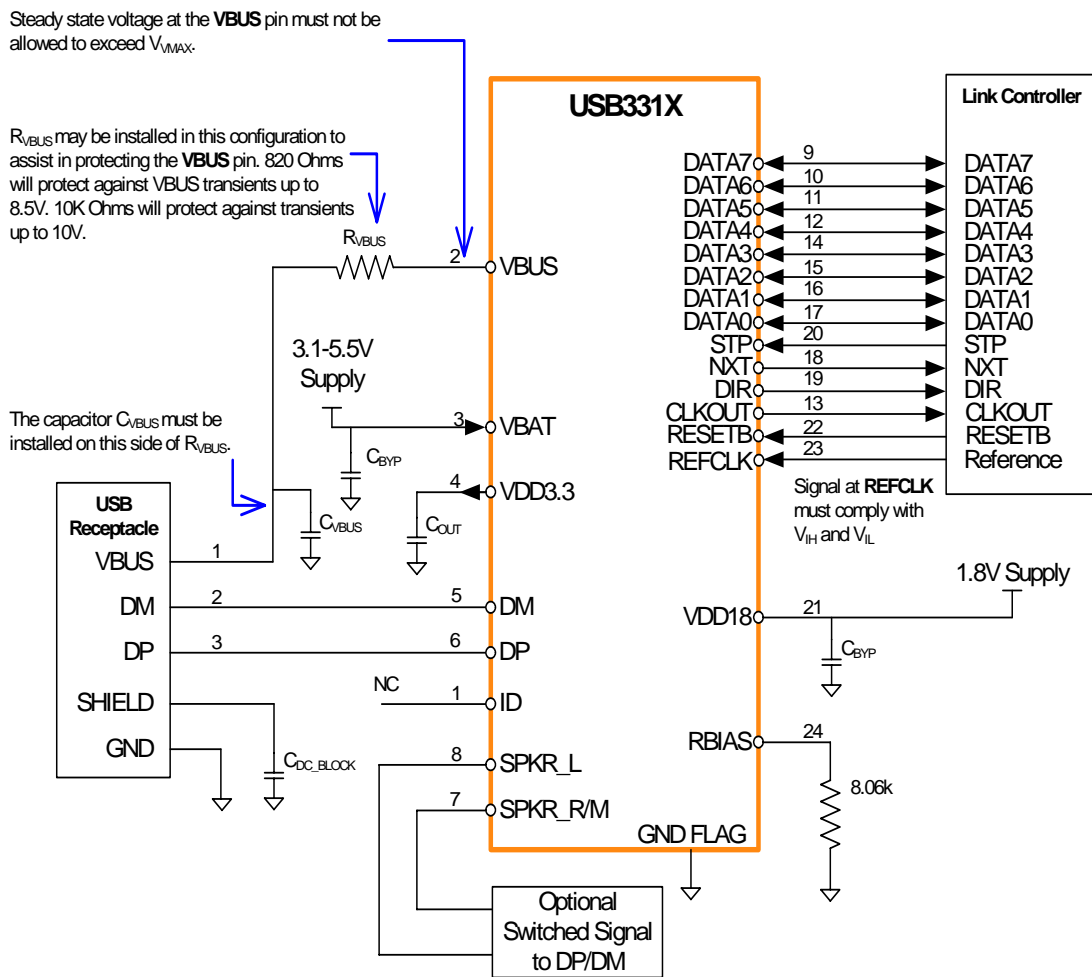 Steady state voltage at the VBUS pin must not be
allowed to exceed VVMAX.
RVBUS may be installed in this configuration to
assist in protecting the VBUS pin. 820 Ohms
will protect against VBUS transients up to
8.5V. 10K Ohms will protect against transients
up to 10V.
RVBUS
2
VBUS
3.1-5.5V
Supply
The capacitor CVBUS must be
installed on this side of RVBUS.
3
VBAT
CBYP
4
VDD3.3
CVBUS
COUT
USB
Receptacle
VBUS
1
DM
2
5
DM
DP
3
6
DP
SHIELD
NC
1
ID
GND
CDC_BLOCK
8
SPKR_L
7
SPKR_R/M
USB331X
Link Controller
DATA7
9
DATA7
DATA6
10
DATA6
DATA5
11
DATA5
DATA4
12
DATA4
DATA3
14
DATA3
DATA2
15
DATA2
DATA1
16
DATA1
DATA0
17
DATA0
STP
20
STP
NXT
18
NXT
DIR
19
DIR
CLKOUT
13
CLKOUT
RESETB
22
RESETB
REFCLK
23
Reference
Signal at REFCLK
must comply with
VIH and VIL
1.8V Supply
VDD18
21
CBYP
RBIAS
24
8.06k
GND FLAG
Optional
Switched Signal
to DP/DM